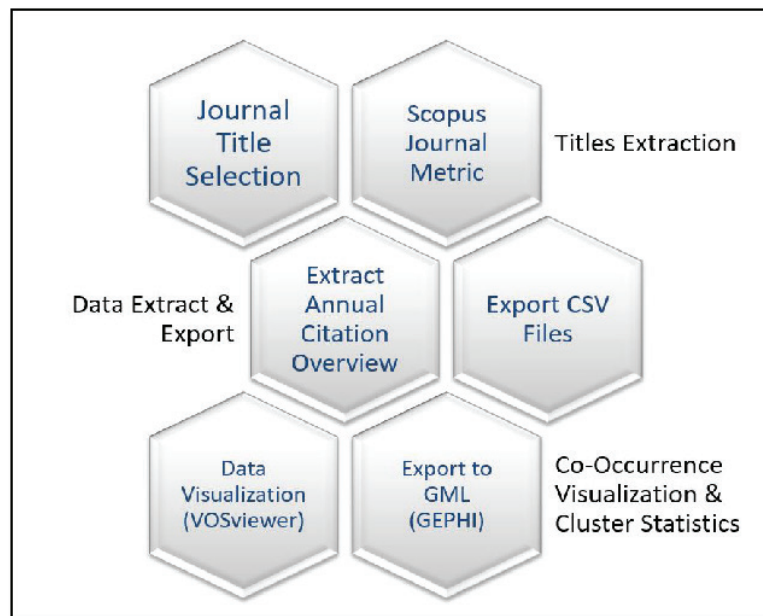 Journal
Title
Selection
Scopus
Journal
Metric
Titles Extraction
Data Extract &
Export
Extract
Annual
Citation
Overview
Export CSV
Files
Data
Visualization
(VOSviewer)
Export to
GML
(GEPHI)
Co-Occurrence
Visualization &
Cluster Statistics